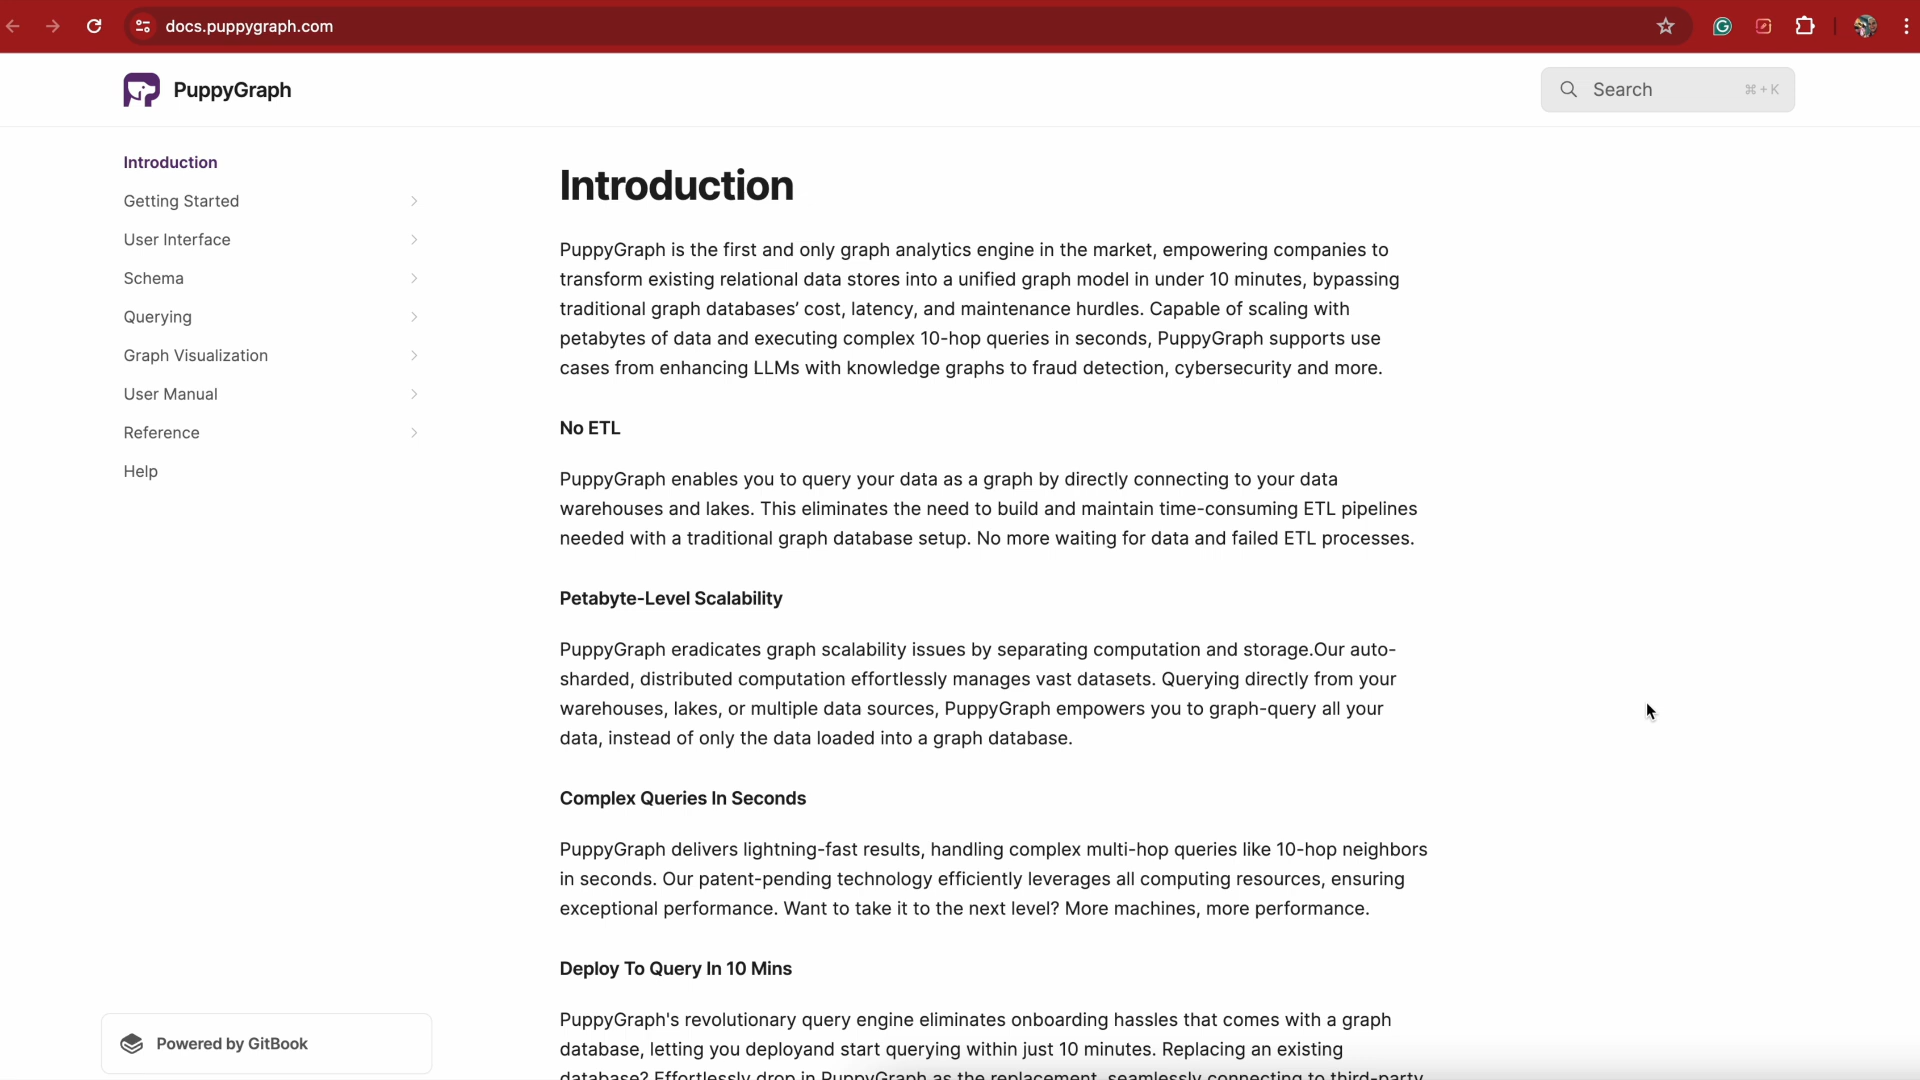 docs.puppygraph.com
PuppyGraph
Search
⌘+K
Introduction
Getting Started
User Interface
Schema
Querying
Graph Visualization
User Manual
Reference
Help
Powered by GitBook
Introduction
PuppyGraph is the first and only graph analytics engine in the market, empowering companies to
transform existing relational data stores into a unified graph model in under 10 minutes, bypassing
traditional graph databases’ cost, latency, and maintenance hurdles. Capable of scaling with
petabytes of data and executing complex 10-hop queries in seconds, PuppyGraph supports use
cases from enhancing LLMs with knowledge graphs to fraud detection, cybersecurity and more.
No ETL
PuppyGraph enables you to query your data as a graph by directly connecting to your data
warehouses and lakes. This eliminates the need to build and maintain time-consuming ETL pipelines
needed with a traditional graph database setup. No more waiting for data and failed ETL processes.
Petabyte-Level Scalability
PuppyGraph eradicates graph scalability issues by separating computation and storage.Our auto-
sharded, distributed computation effortlessly manages vast datasets. Querying directly from your
warehouses, lakes, or multiple data sources, PuppyGraph empowers you to graph-query all your
data, instead of only the data loaded into a graph database.
Complex Queries In Seconds
PuppyGraph delivers lightning-fast results, handling complex multi-hop queries like 10-hop neighbors
in seconds. Our patent-pending technology efficiently leverages all computing resources, ensuring
exceptional performance. Want to take it to the next level? More machines, more performance.
Deploy To Query In 10 Mins
PuppyGraph's revolutionary query engine eliminates onboarding hassles that comes with a graph
database, letting you deployand start querying within just 10 minutes. Replacing an existing
database? Effortlessly drop in PuppyGraph as the replacement, seamlessly connecting to third-party